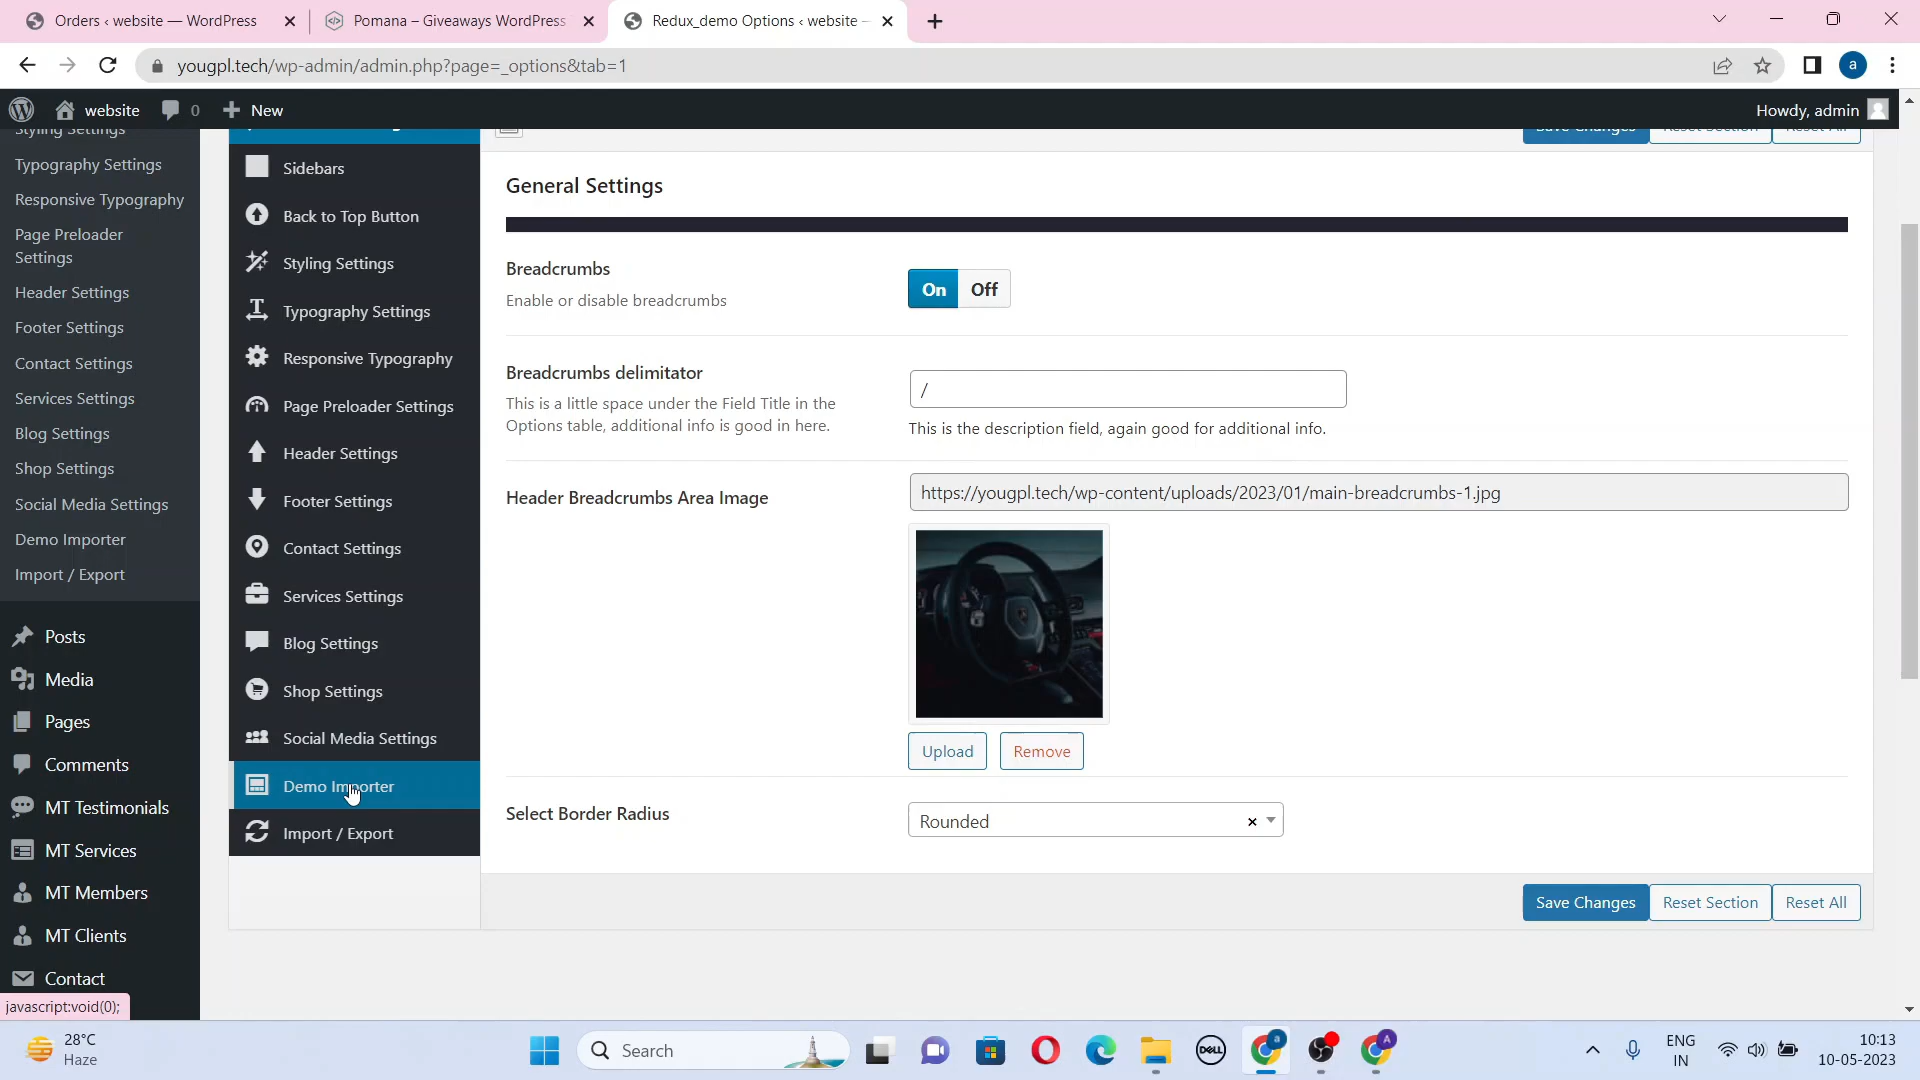 Orders ‹ website — WordPress
Pomana – Giveaways WordPress
Redux_demo Options ‹ website –
yougpl.tech/wp-admin/admin.php?page=_options&tab=1
a
website
0
New
Howdy, admin
Styling Settings
Typography Settings
Responsive Typography
Page Preloader
Settings
Header Settings
Footer Settings
Contact Settings
Services Settings
Blog Settings
Shop Settings
Social Media Settings
Demo Importer
Import / Export
Posts
Media
Pages
Comments
MT Testimonials
MT Services
MT Members
MT Clients
Contact
javascript:void(0);
Sidebars
Back to Top Button
Styling Settings
Typography Settings
Responsive Typography
Page Preloader Settings
Header Settings
Footer Settings
Contact Settings
Services Settings
Blog Settings
Shop Settings
Social Media Settings
Demo Importer
Import / Export
Save Changes
Reset Section
Reset All
General Settings
Breadcrumbs
Enable or disable breadcrumbs
On
Off
Breadcrumbs delimitator
This is a little space under the Field Title in the
Options table, additional info is good in here.
/
This is the description field, again good for additional info.
Header Breadcrumbs Area Image
https://yougpl.tech/wp-content/uploads/2023/01/main-breadcrumbs-1.jpg
Upload
Remove
Select Border Radius
Rounded
Save Changes
Reset Section
Reset All
28°C
Haze
Search
DELL
a
A
ENG
IN
10:13
10-05-2023